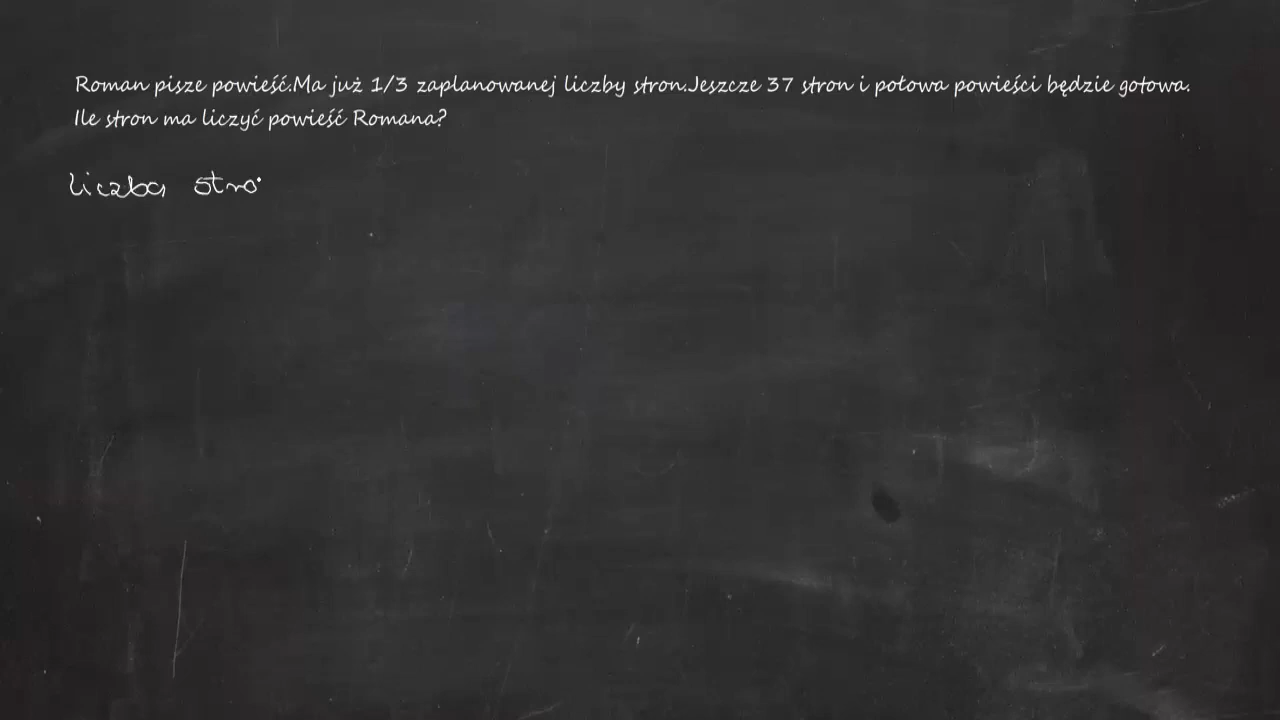 Roman pisze powieść.Ma już 1/3 zaplanowanej liczby stron.Jeszcze 37 stron i połowa powieści będzie gotowa.
Ile stron ma liczyć powieść Romana?
liczba stro